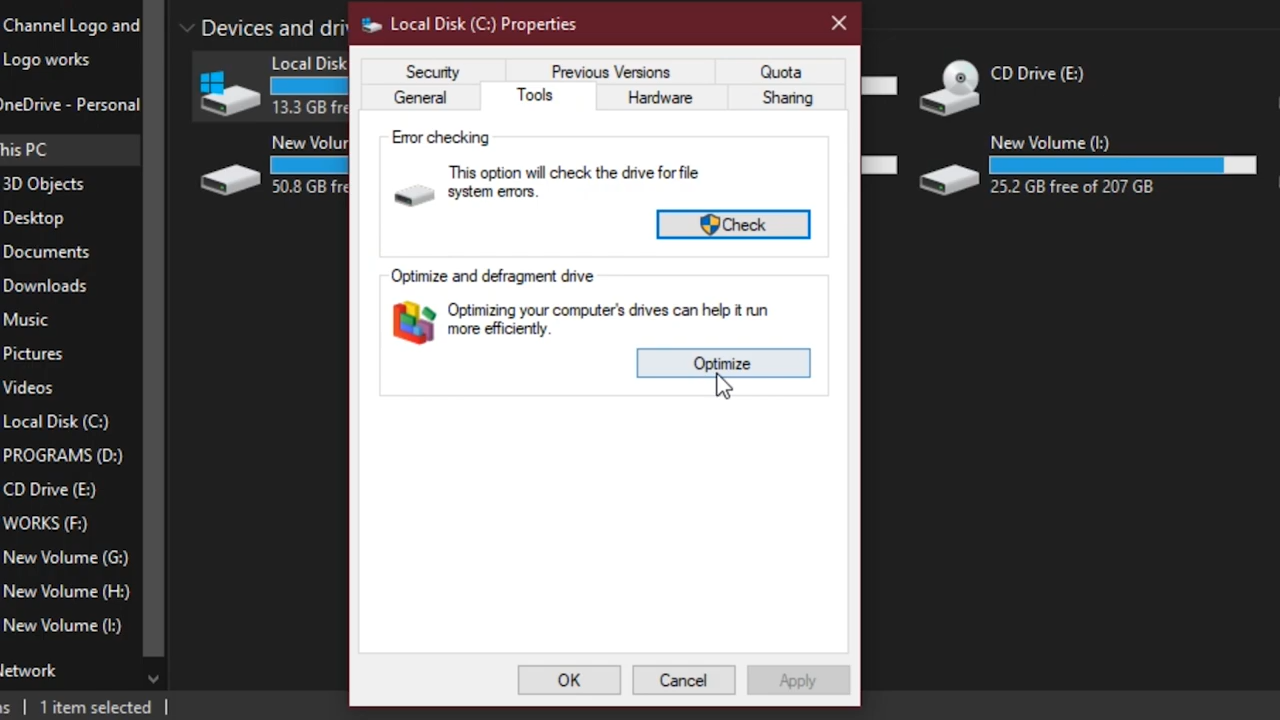 Channel Logo and
Logo works
OneDrive - Personal
This PC
3D Objects
Desktop
Documents
Downloads
Music
Pictures
Videos
Local Disk (C:)
PROGRAMS (D:)
CD Drive (E:)
WORKS (F:)
New Volume (G:)
New Volume (H:)
New Volume (I:)
Network
1 item selected
Devices and driv
Local Disk
13.3 GB fre
New Volum
50.8 GB fre
Local Disk (C:) Properties
Security Previous Versions Quota
General Tools Hardware Sharing
Error checking
This option will check the drive for file
system errors.
Check
Optimize and defragment drive
Optimizing your computer's drives can help it run
more efficiently.
Optimize
OK Cancel Apply
CD Drive (E:)
New Volume (I:)
25.2 GB free of 207 GB